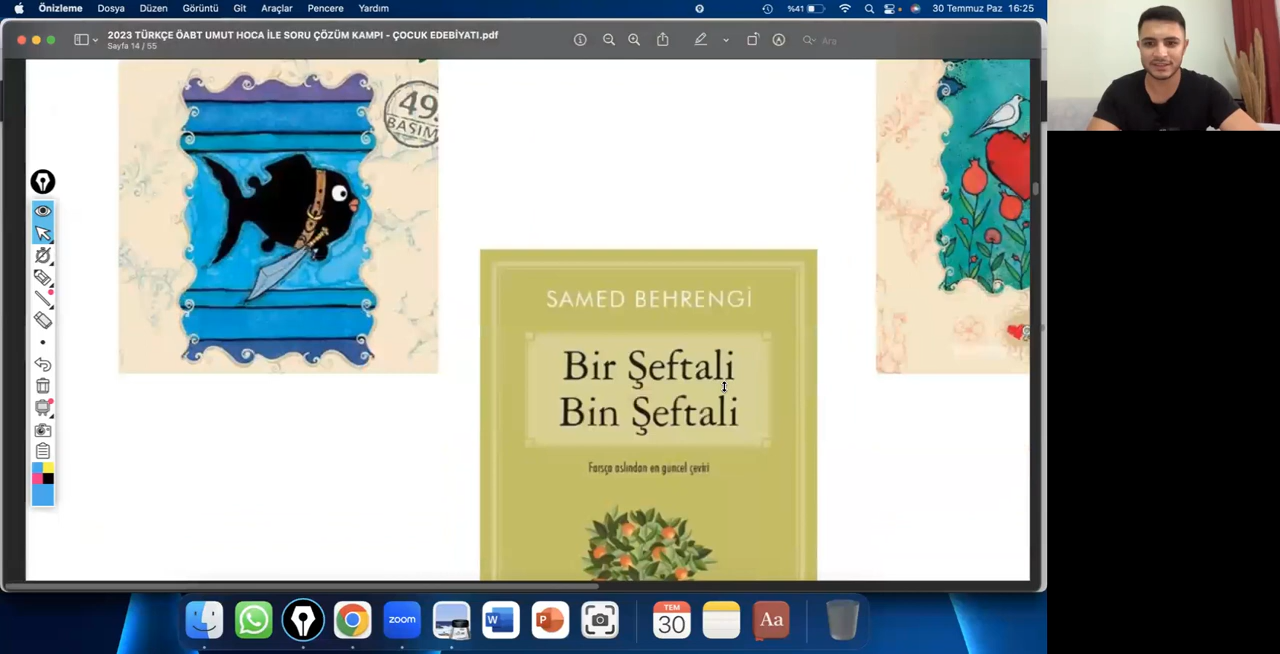 Önizleme Dosya Düzen Görüntü Git Araçlar Pencere Yardım %41 30 Temmuz Paz 16:25
2023 TÜRKÇE ÖABT UMUT HOCA İLE SORU ÇÖZÜM KAMPI - ÇOCUK EDEBİYATI.pdf
Sayfa 14 / 55
Ara
49.
BASIM
SAMED BEHRENGİ
Bir Şeftali
Bin Şeftali
Farsça aslından en güncel çeviri
zoom
W
P
TEM
30
Aa